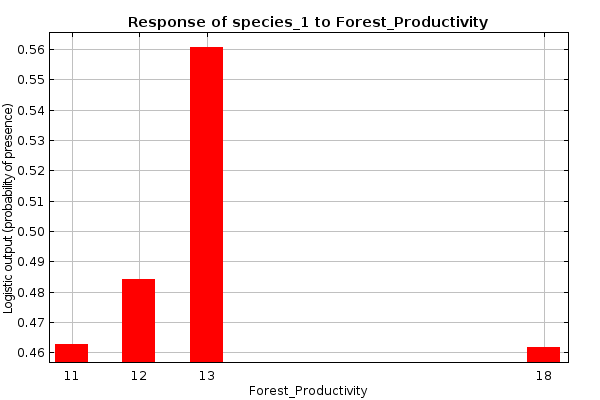 Response of species_1 to Forest_Productivity
Logistic output (probability of presence)
0.56
0.55
0.54
0.53
0.52
0.51
0.50
0.49
0.48
0.47
0.46
11 12 13 18
Forest_Productivity